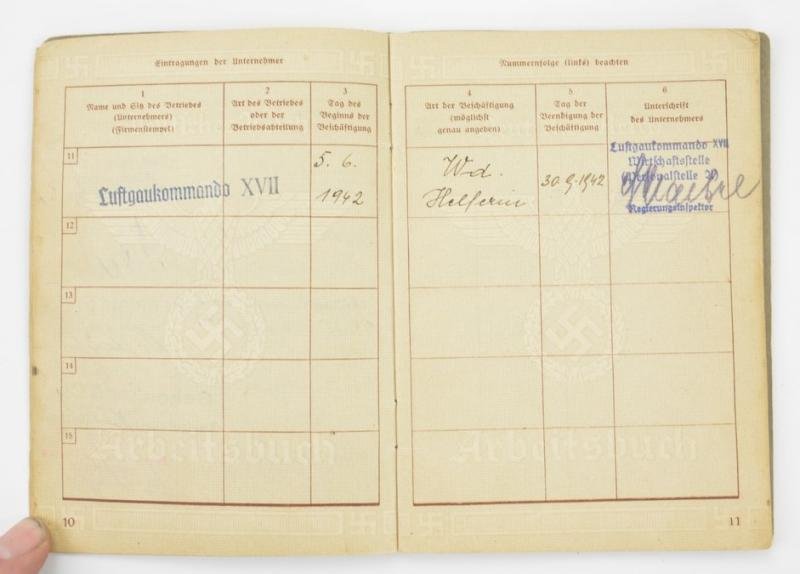 Eintragungen der Unternehmer
1
Name und Sitz des Betriebes
(Unternehmers)
(Firmenstempel)
2
Art des Betriebes
oder der
Betriebsabteilung
3
Tag des
Beginns der
Beschäftigung
11
Luftgaukommando XVII
5. 6.
1942
12
13
14
15
Arbeitsbuch
10
Nummernfolge (links) beachten
4
Art der Beschäftigung
(möglichst
genau angeben)
5
Tag der
Beendigung der
Beschäftigung
6
Unterschrift
des Unternehmers
Wd.
Helferin
30.9.1942
Luftgaukommando XVII
Wirtschaftsstelle
(Personalstelle
Regierungsinspektor
Arbeitsbuch
11